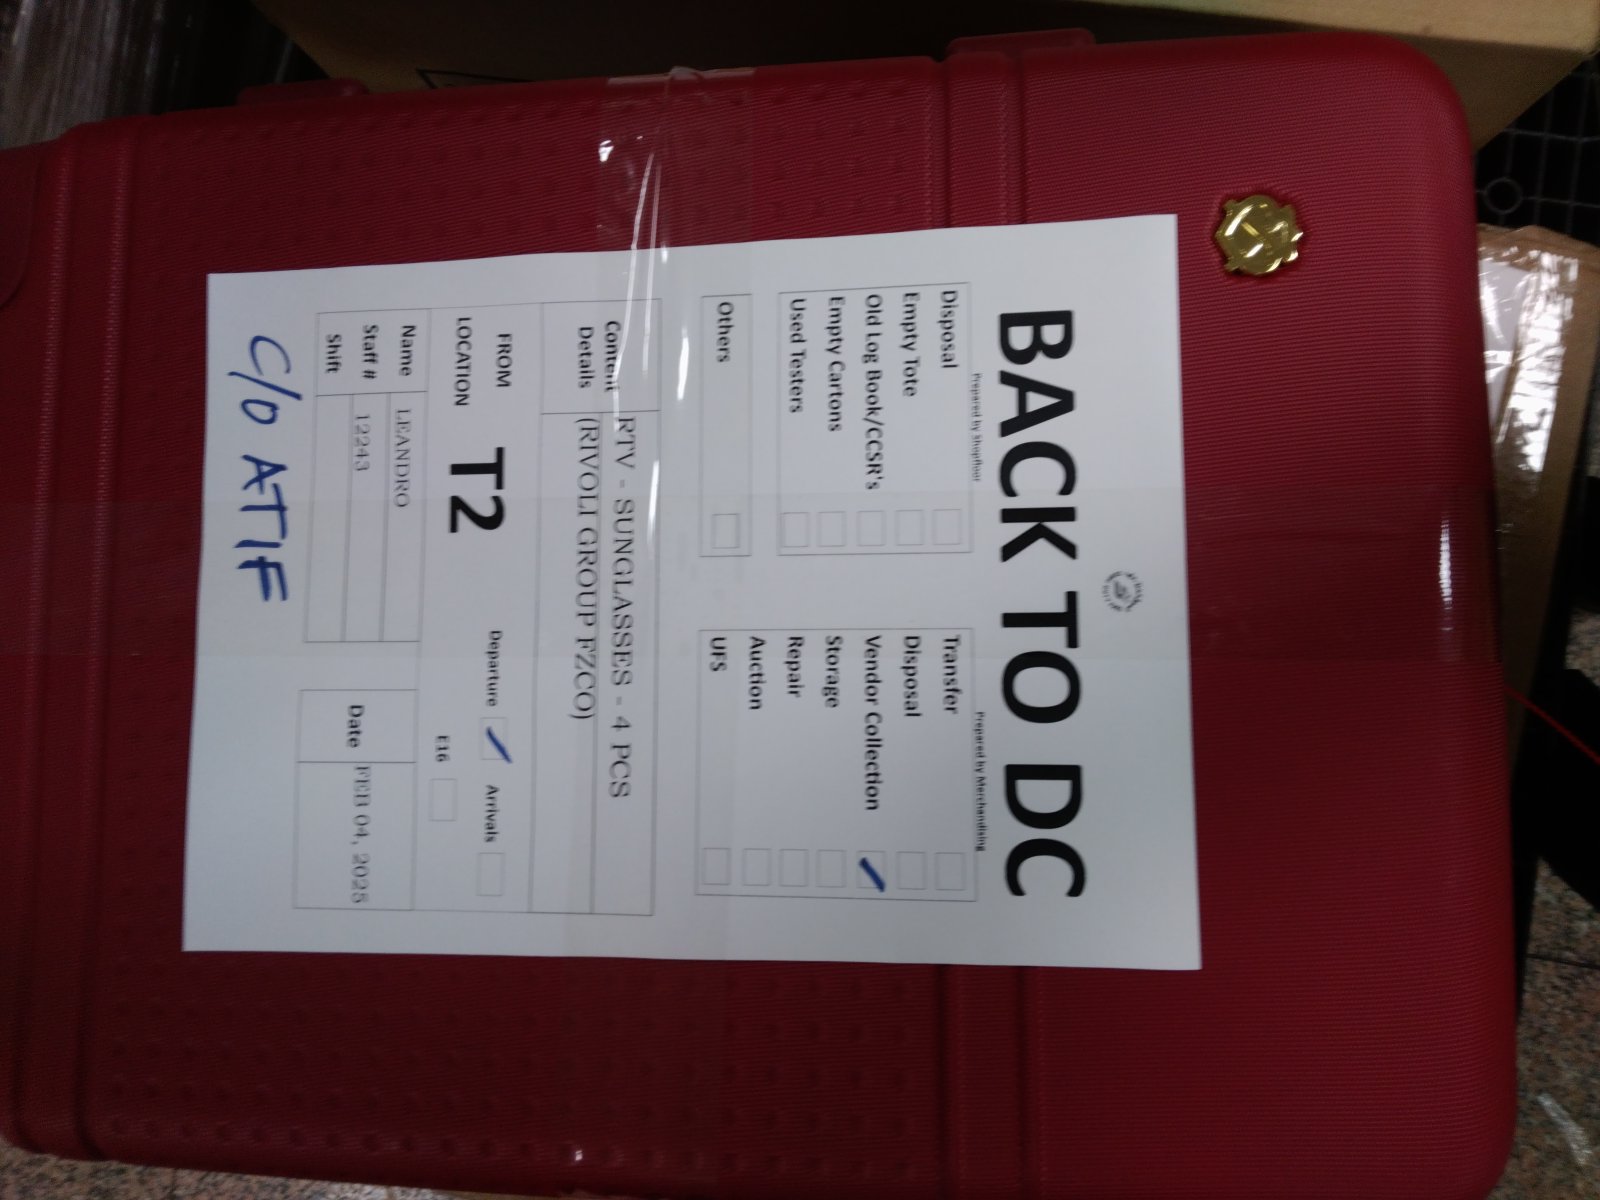 BACK TO DC
Prepared by Shopfloor
Disposal
Empty Tote
Old Log Book/CCSR's
Empty Cartons
Used Testers
Others
Prepared by Merchandising
Transfer
Disposal
Vendor Collection
Storage
Repair
Auction
UFS
Content Details
RTV - SUNGLASSES - 4 PCS
(RIVOLI GROUP FZCO)
FROM LOCATION
T2
Departure
Arrivals
E16
Name LEANDRO
Staff # 12243
Shift
Date FEB 04, 2025
C/O ATIF